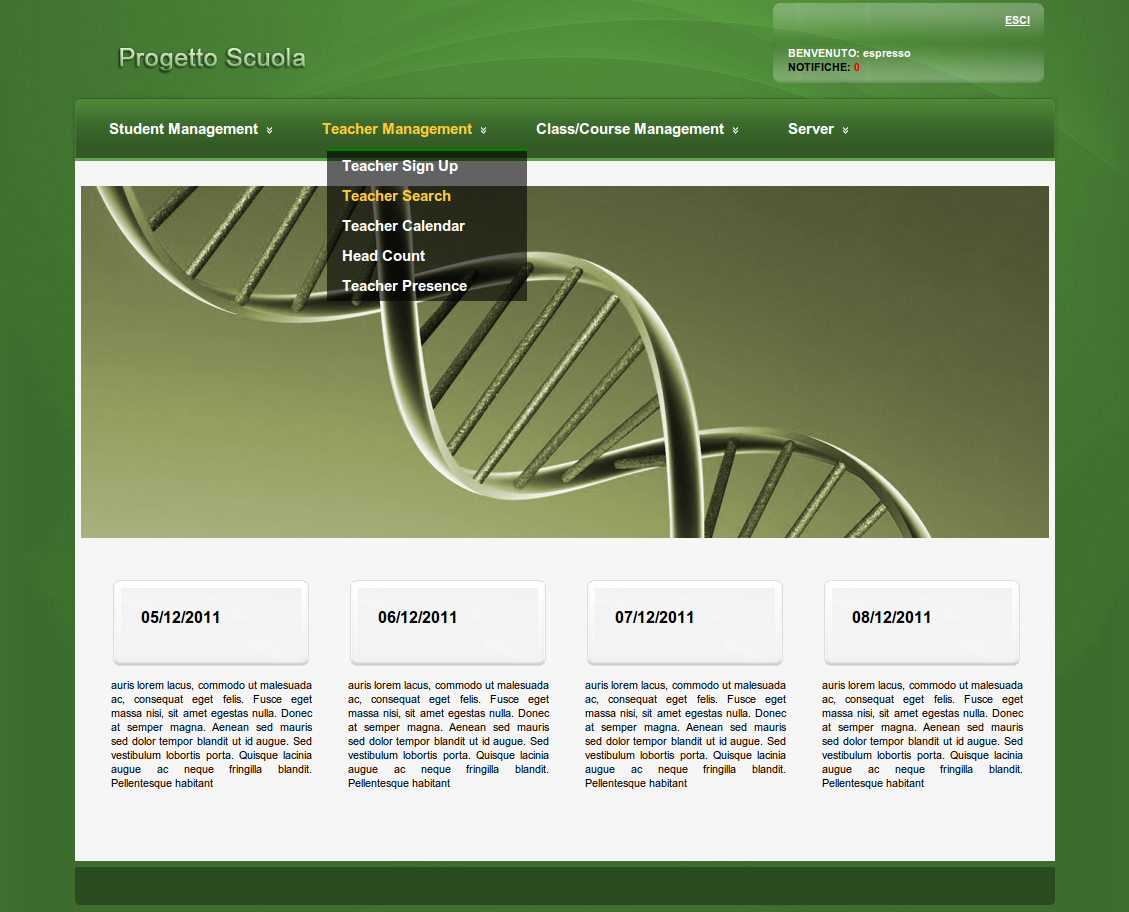 ESCI
Progetto Scuola
BENVENUTO: espresso
NOTIFICHE: 0
Student Management
Teacher Management
Class/Course Management
Server
Teacher Sign Up
Teacher Search
Teacher Calendar
Head Count
Teacher Presence
05/12/2011
auris lorem lacus, commodo ut malesuada
ac, consequat eget felis. Fusce eget
massa nisi, sit amet egestas nulla. Donec
at semper magna. Aenean sed mauris
sed dolor tempor blandit ut id augue. Sed
vestibulum lobortis porta. Quisque lacinia
augue ac neque fringilla blandit.
Pellentesque habitant
06/12/2011
auris lorem lacus, commodo ut malesuada
ac, consequat eget felis. Fusce eget
massa nisi, sit amet egestas nulla. Donec
at semper magna. Aenean sed mauris
sed dolor tempor blandit ut id augue. Sed
vestibulum lobortis porta. Quisque lacinia
augue ac neque fringilla blandit.
Pellentesque habitant
07/12/2011
auris lorem lacus, commodo ut malesuada
ac, consequat eget felis. Fusce eget
massa nisi, sit amet egestas nulla. Donec
at semper magna. Aenean sed mauris
sed dolor tempor blandit ut id augue. Sed
vestibulum lobortis porta. Quisque lacinia
augue ac neque fringilla blandit.
Pellentesque habitant
08/12/2011
auris lorem lacus, commodo ut malesuada
ac, consequat eget felis. Fusce eget
massa nisi, sit amet egestas nulla. Donec
at semper magna. Aenean sed mauris
sed dolor tempor blandit ut id augue. Sed
vestibulum lobortis porta. Quisque lacinia
augue ac neque fringilla blandit.
Pellentesque habitant